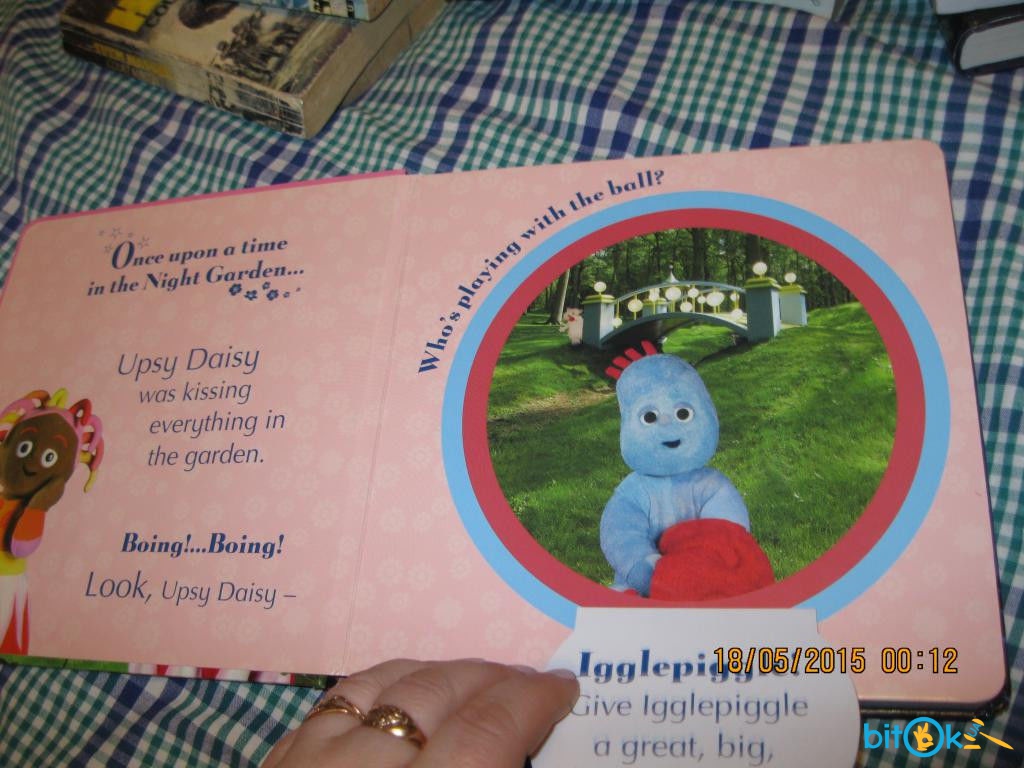 Once upon a time
in the Night Garden...
Upsy Daisy
was kissing
everything in
the garden.
Boing!...Boing!
Look, Upsy Daisy –
Who's playing with the ball?
Igglepiggle!
Give Igglepiggle
a great, big,
18/05/2015 00:12
bitOk